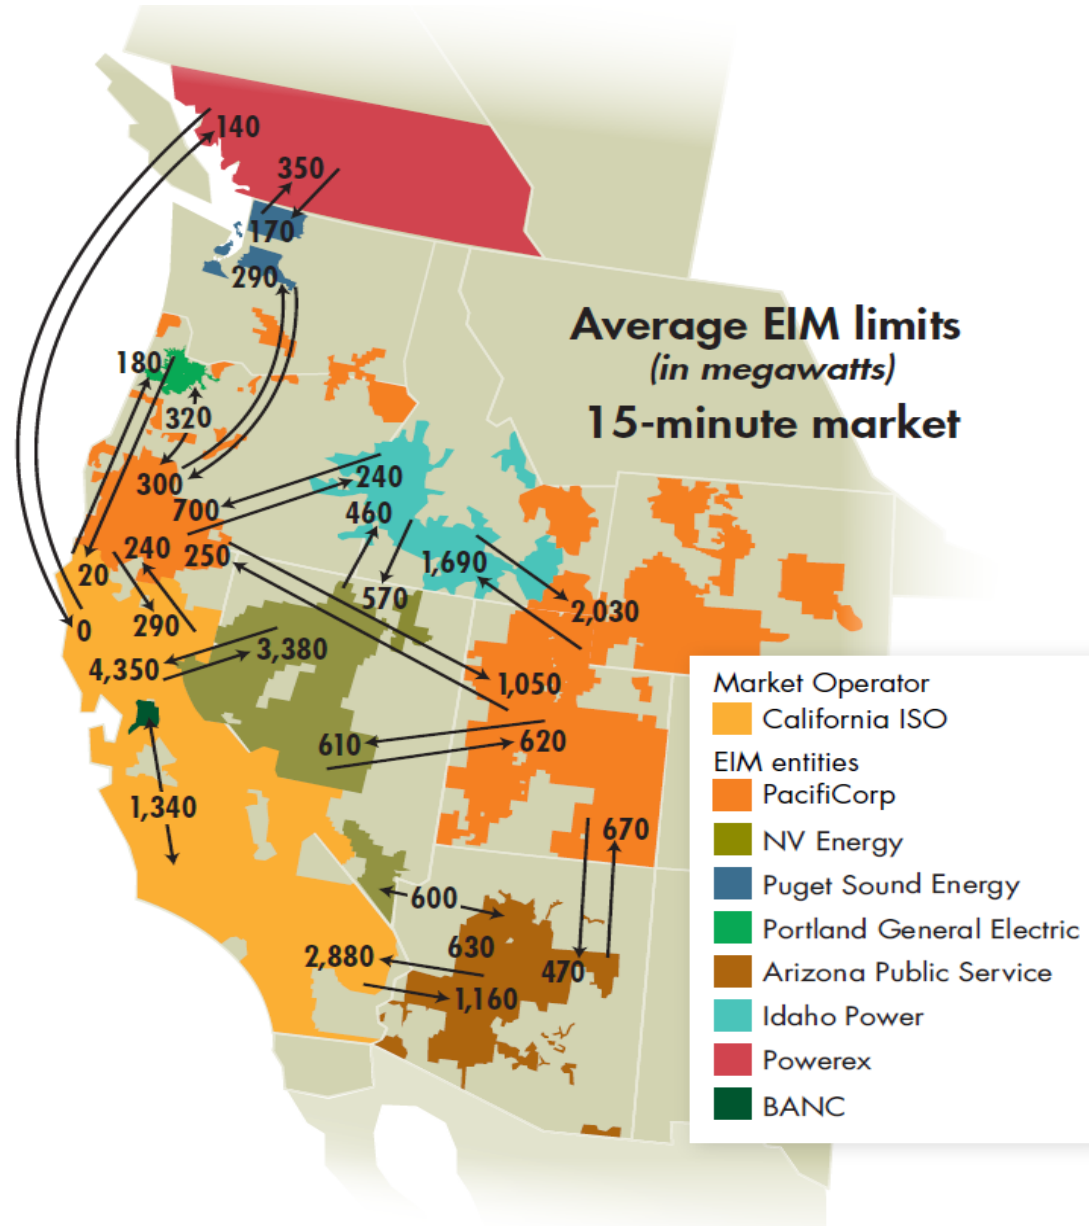 140
350
170
290
Average EIM limits
(in megawatts)
15-minute market
180
320
300
240
700
460
240
250
1,690
20
570
0
290
2,030
3,380
4,350
1,050
610
620
1,340
670
600
630
2,880
470
1,160
Market Operator
California ISO
EIM entities
PacifiCorp
NV Energy
Puget Sound Energy
Portland General Electric
Arizona Public Service
Idaho Power
Powerex
BANC